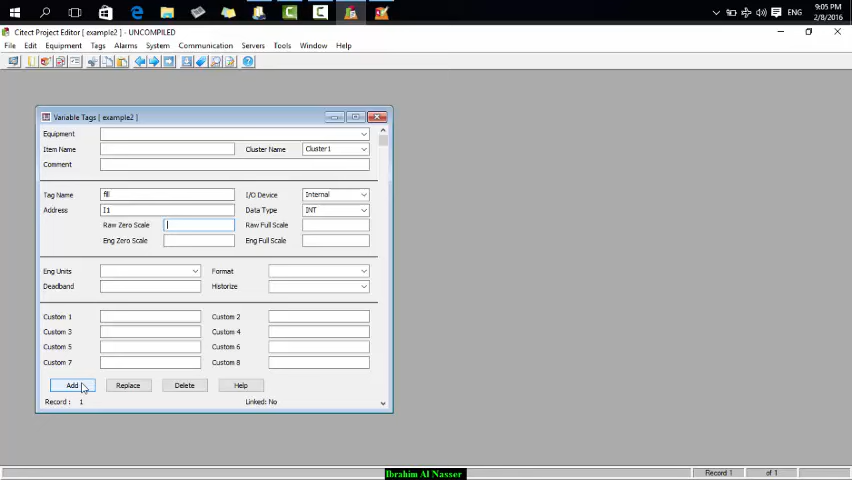 9:05 PM
ENG
2/8/2016
Citect Project Editor [ example2 ] - UNCOMPILED
File Edit Equipment Tags Alarms System Communication Servers Tools Window Help
Variable Tags [ example2 ]
Equipment
Item Name Cluster Name Cluster1
Comment
Tag Name fill I/O Device Internal
Address I1 Data Type INT
Raw Zero Scale Raw Full Scale
Eng Zero Scale Eng Full Scale
Eng Units Format
Deadband Historize
Custom 1 Custom 2
Custom 3 Custom 4
Custom 5 Custom 6
Custom 7 Custom 8
Add Replace Delete Help
Record : 1 Linked: No
Record 1 of 1
Ibrahim Al Nasser